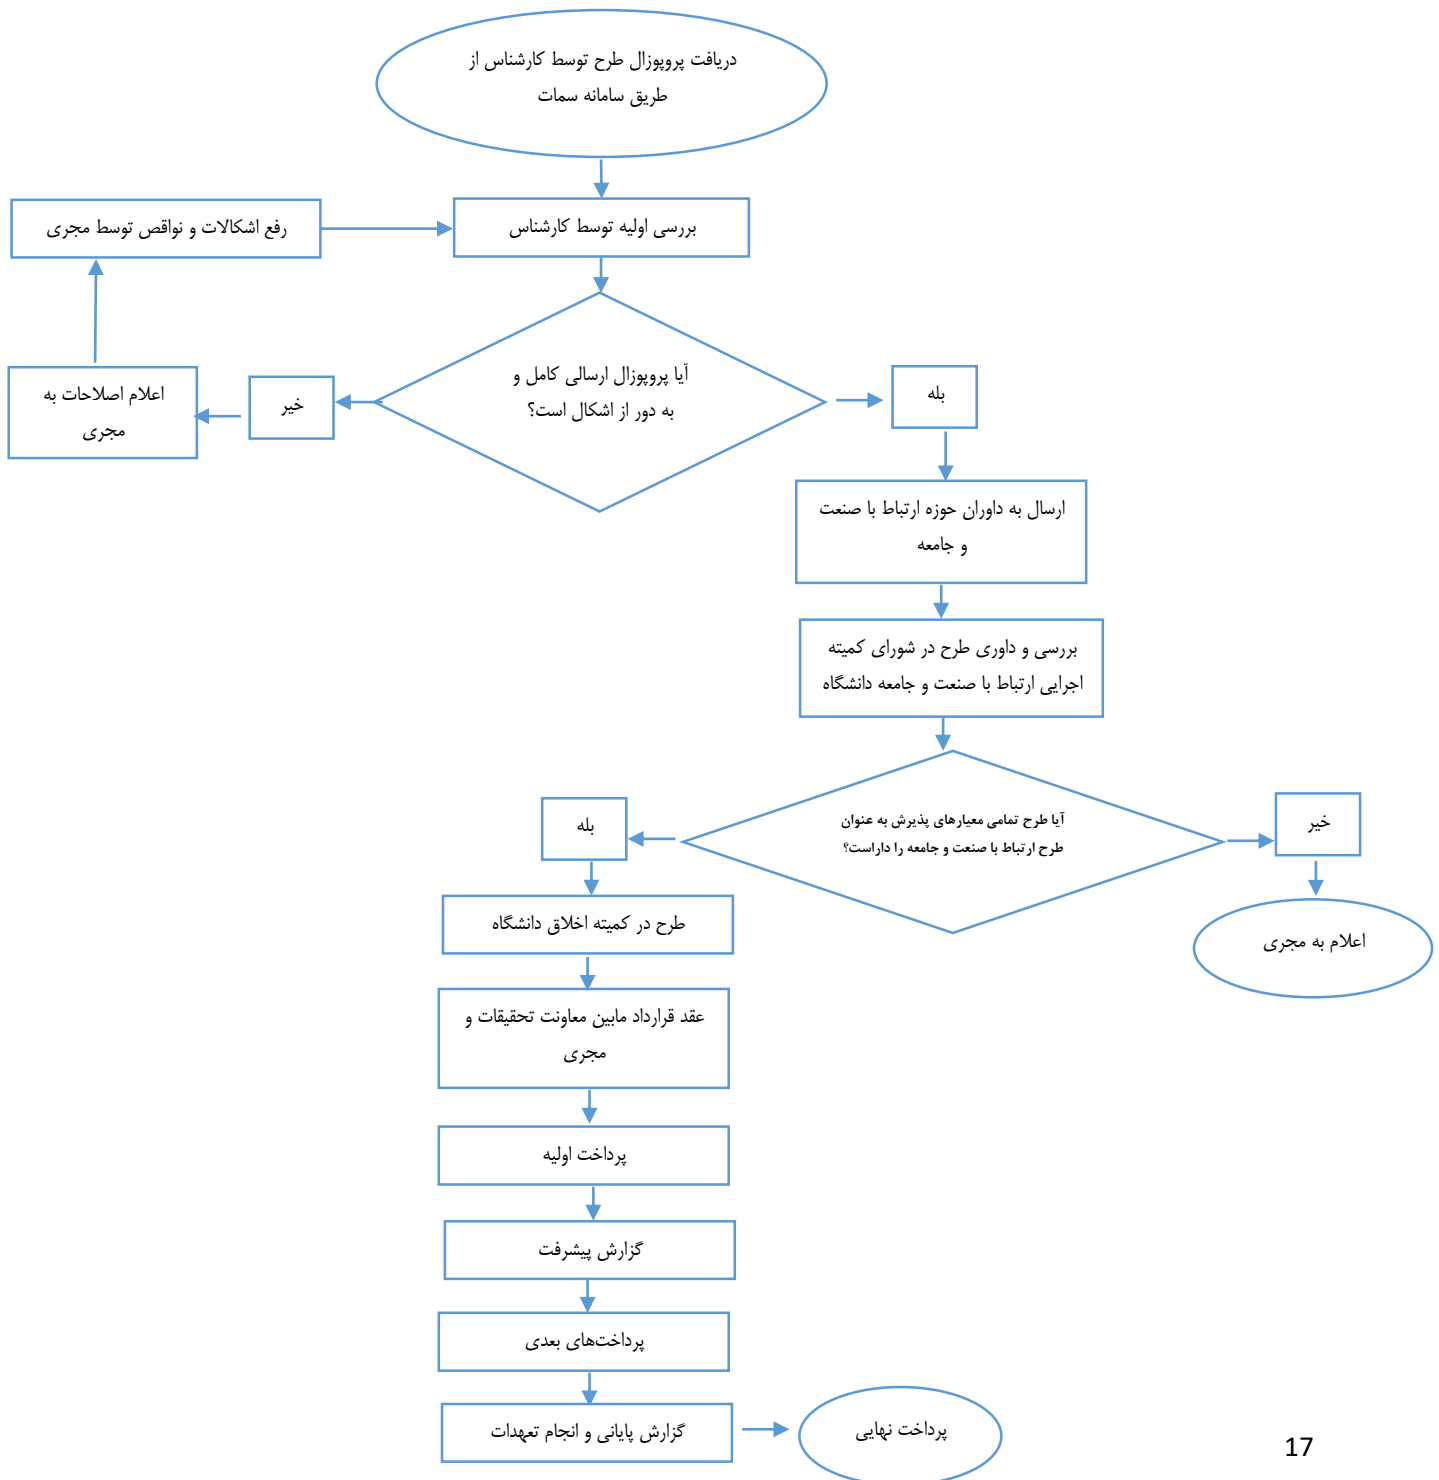 دریافت پروپوزال طرح توسط کارشناس از
طریق سامانه سمات
بررسی اولیه توسط کارشناس
رفع اشکالات و نواقص توسط مجری
آیا پروپوزال ارسالی کامل و
به دور از اشکال است؟
بله
خیر
اعلام اصلاحات به
مجری
ارسال به داوران حوزه ارتباط با صنعت
و جامعه
بررسی و داوری طرح در شورای کمیته
اجرایی ارتباط با صنعت و جامعه دانشگاه
آیا طرح تمامی معیارهای پذیرش به عنوان
طرح ارتباط با صنعت و جامعه را داراست؟
خیر
بله
اعلام به مجری
طرح در کمیته اخلاق دانشگاه
عقد قرارداد مابین معاونت تحقیقات و
مجری
پرداخت اولیه
گزارش پیشرفت
پرداخت‌های بعدی
گزارش پایانی و انجام تعهدات
پرداخت نهایی
17